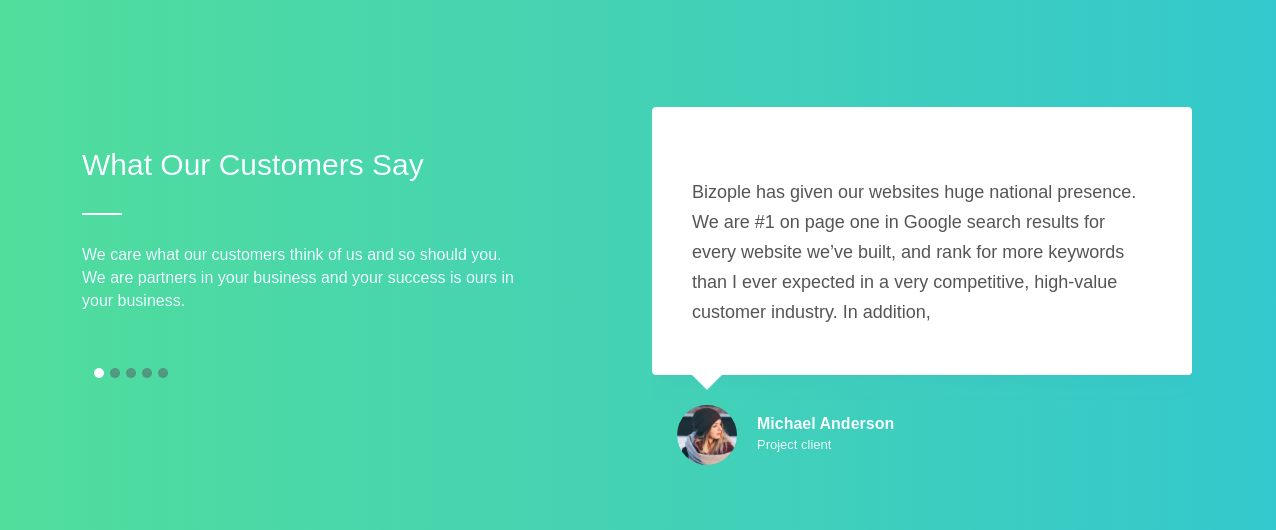 What Our Customers Say
We care what our customers think of us and so should you.
We are partners in your business and your success is ours in
your business.
Bizople has given our websites huge national presence.
We are #1 on page one in Google search results for
every website we’ve built, and rank for more keywords
than I ever expected in a very competitive, high-value
customer industry. In addition,
Michael Anderson
Project client